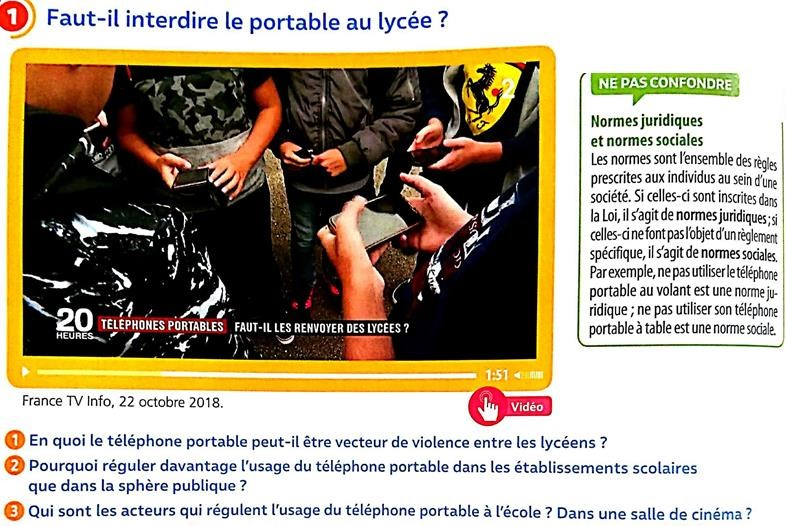 1 Faut-il interdire le portable au lycée ?
2
20
HEURES
TÉLÉPHONES PORTABLES FAUT-IL LES RENVOYER DES LYCÉES ?
1:51
France TV Info, 22 octobre 2018.
Vidéo
NE PAS CONFONDRE
Normes juridiques
et normes sociales
Les normes sont l'ensemble des règles
prescrites aux individus au sein d'une
société. Si celles-ci sont inscrites dans
la Loi, il s'agit de normes juridiques ; si
celles-ci ne font pas l'objet d'un règlement
spécifique, il s'agit de normes sociales.
Par exemple, ne pas utiliser le téléphone
portable au volant est une norme ju-
ridique ; ne pas utiliser son téléphone
portable à table est une norme sociale.
1 En quoi le téléphone portable peut-il être vecteur de violence entre les lycéens ?
2 Pourquoi réguler davantage l'usage du téléphone portable dans les établissements scolaires
que dans la sphère publique ?
3 Qui sont les acteurs qui régulent l'usage du téléphone portable à l'école ? Dans une salle de cinéma ?